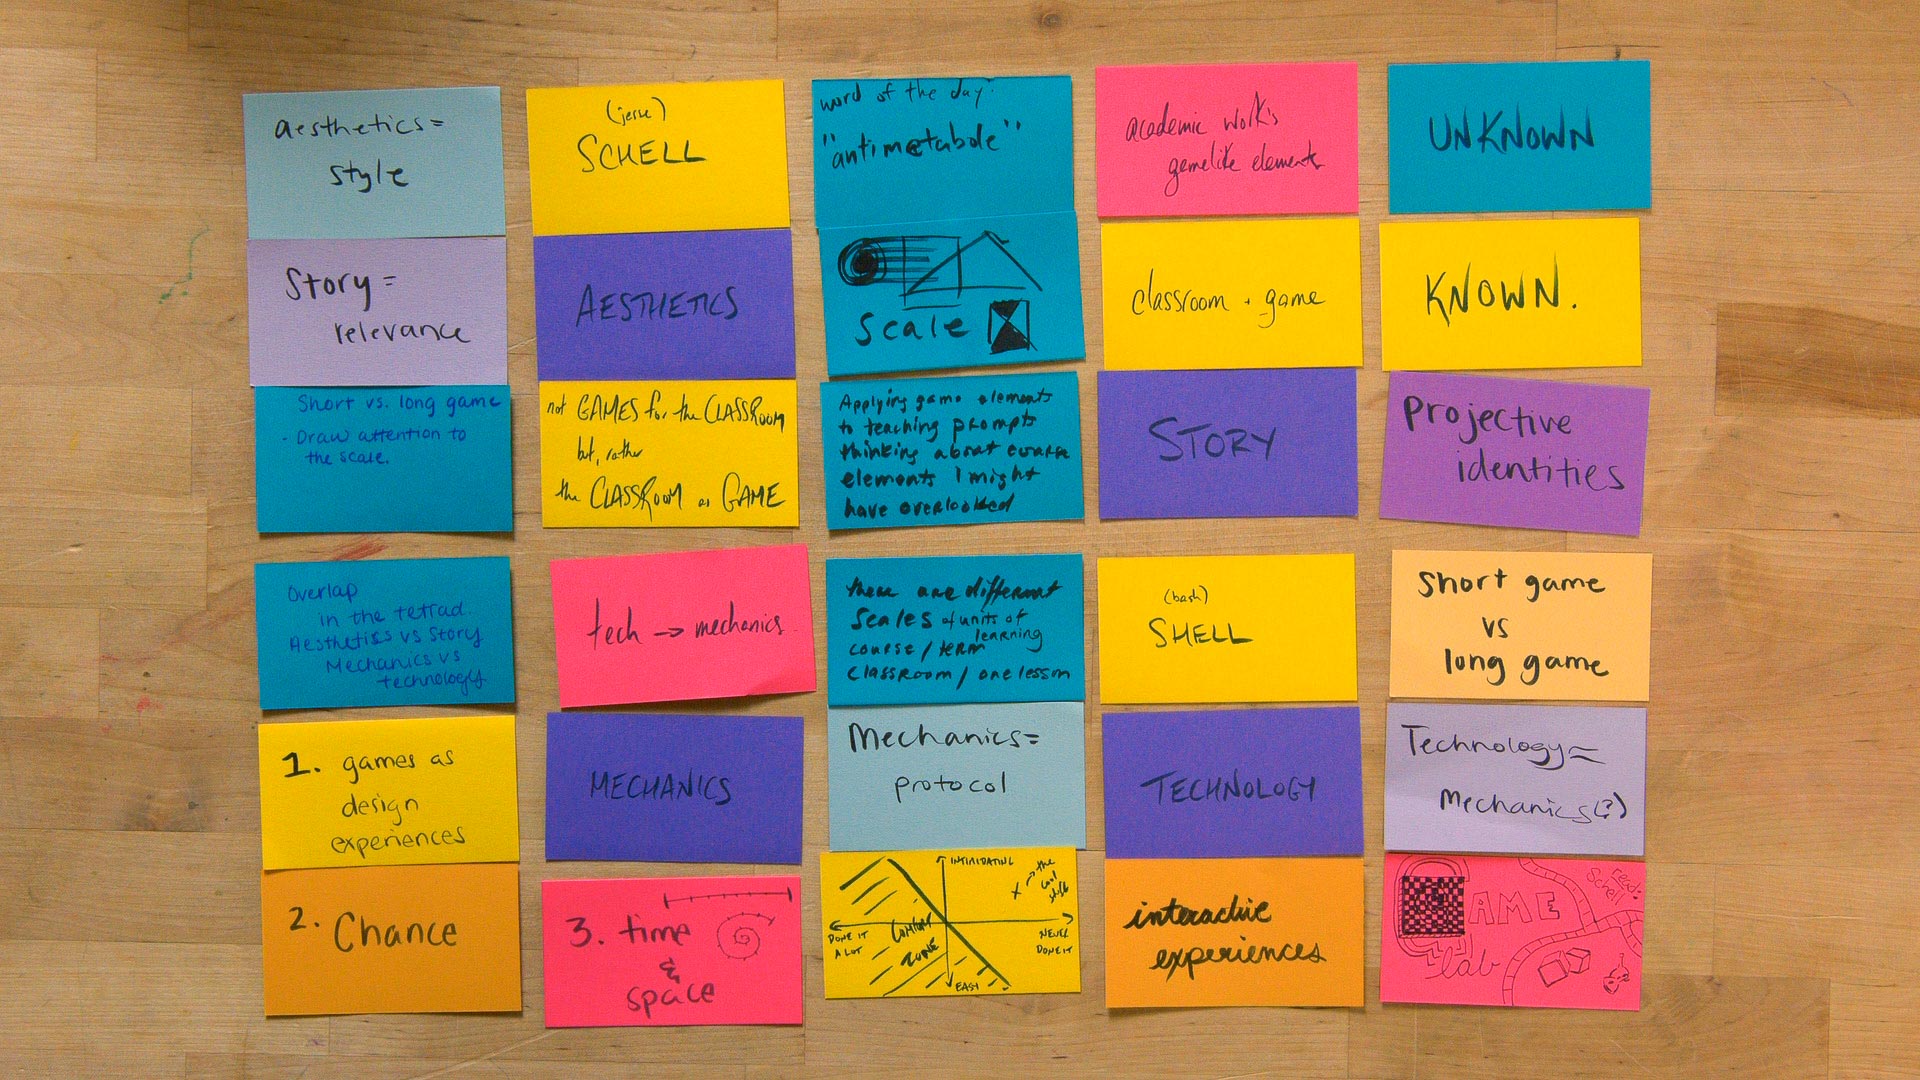 aesthetics=
style
Story =
relevance
Short vs. long game
- Draw attention to
the scale.
(jesse)
SCHELL
AESTHETICS
not GAMES for the CLASSROOM
but, rather
the CLASSROOM as GAME
word of the day:
"antimetabole"
Scale
Applying game elements
to teaching prompts
thinking about course
elements I might
have overlooked
academic work's
gamelike elements
classroom + game
STORY
UNKNOWN
KNOWN.
Projective
identities
Overlap
in the tetrad.
Aesthetics vs Story
Mechanics vs
technology
1. games as
design
experiences
2. Chance
tech → mechanics.
MECHANICS
3. time
&
space
there are different
scales of units of
learning
course / term
classroom / one lesson
Mechanics=
protocol
INTIMIDATING
X → the
cool
stuff
DONE IT
A LOT
COMFORT
ZONE
NEVER
DONE IT
EASY
(bash)
SHELL
TECHNOLOGY
interactive
experiences
Short game
vs
long game
Technology=
Mechanics(?)
read:
Schell
GAME
lab